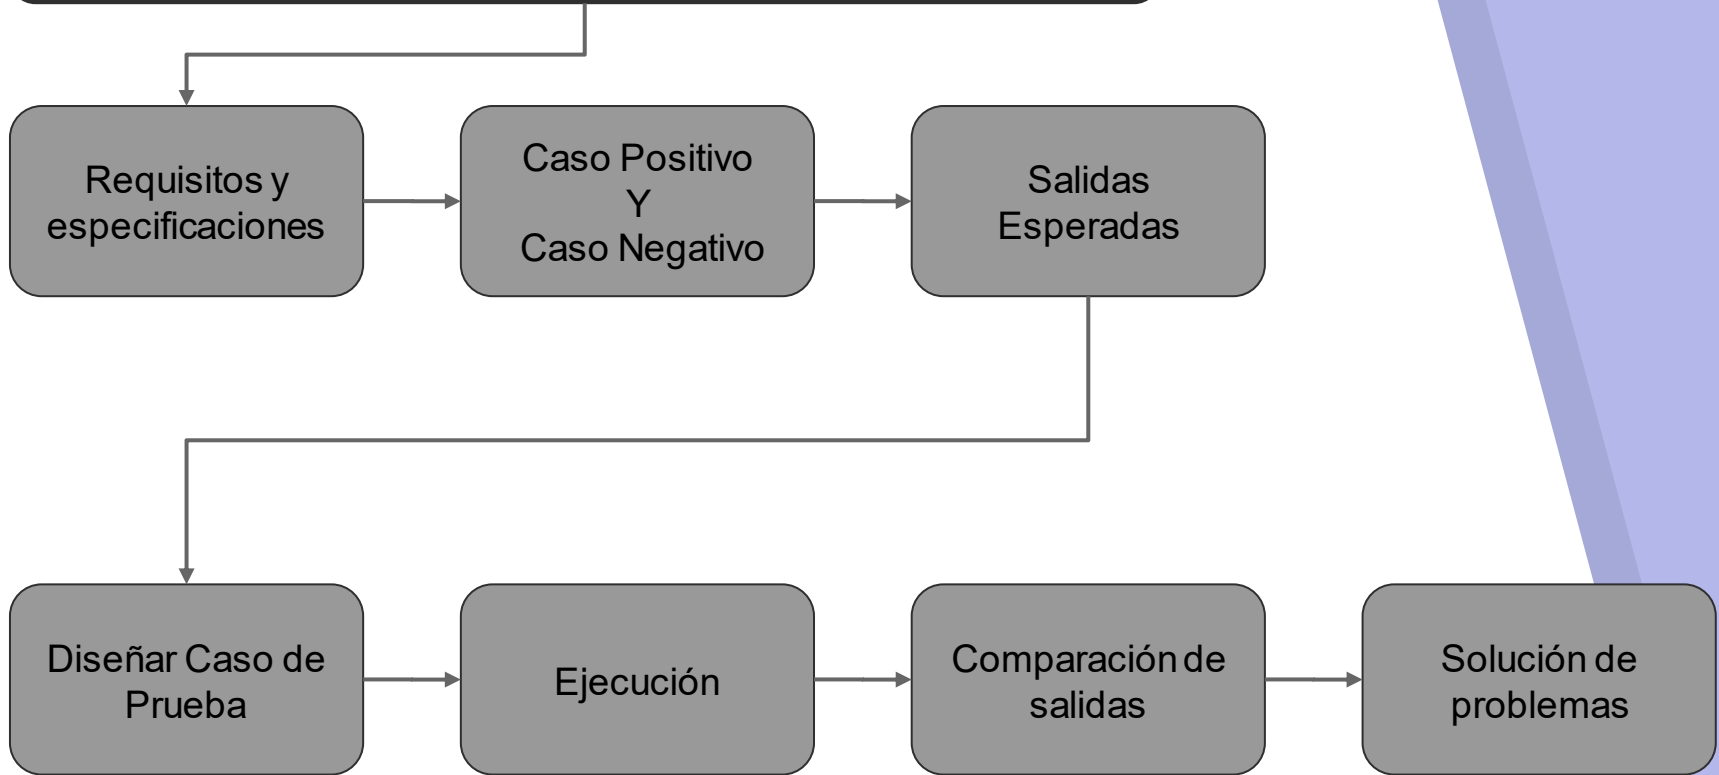 Requisitos y
especificaciones
Caso Positivo
Y
Caso Negativo
Salidas
Esperadas
Diseñar Caso de
Prueba
Ejecución
Comparación de
salidas
Solución de
problemas